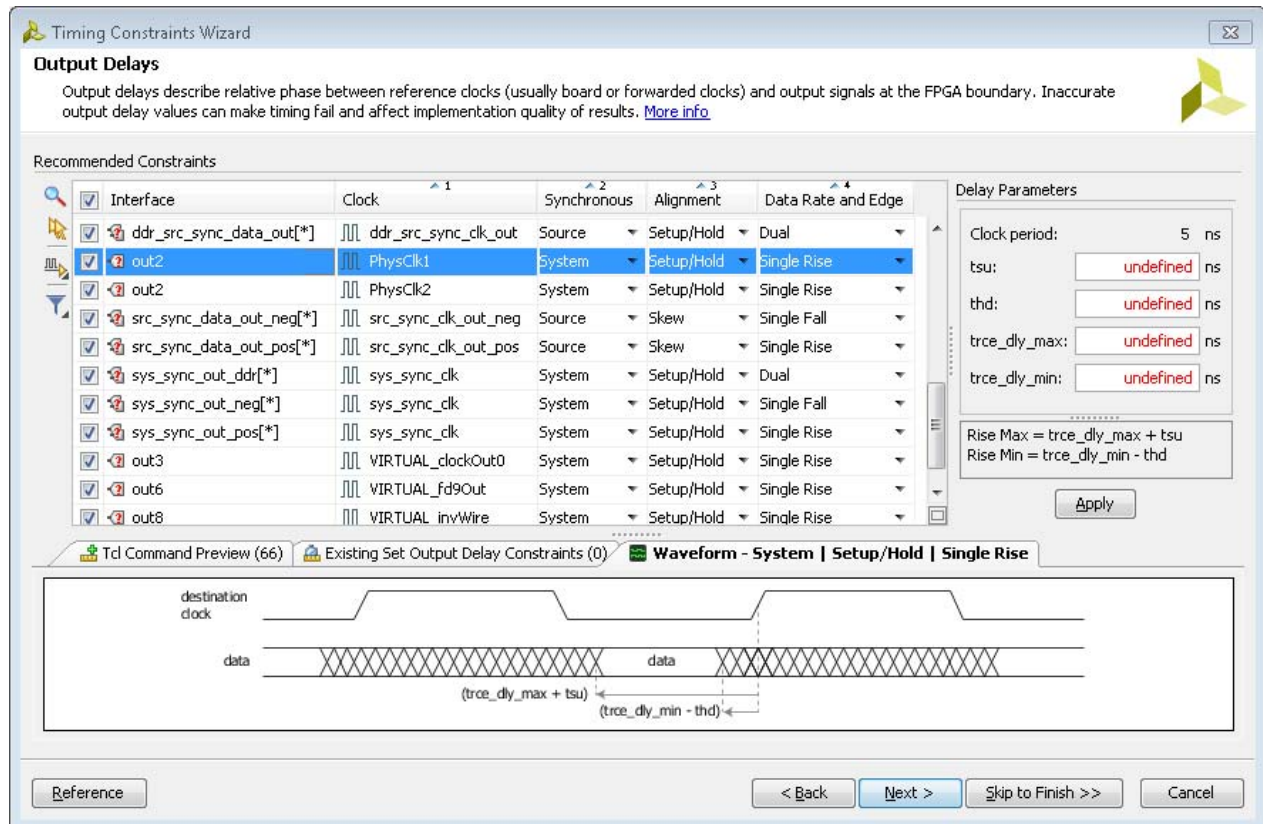 Timing Constraints Wizard
Output Delays
Output delays describe relative phase between reference clocks (usually board or forwarded clocks) and output signals at the FPGA boundary. Inaccurate
output delay values can make timing fail and affect implementation quality of results. More info
Recommended Constraints
Interface Clock 1 Synchronous 2 Alignment 3 Data Rate and Edge 4
ddr_src_sync_data_out[*] ddr_src_sync_clk_out Source Setup/Hold Dual
out2 PhysClk1 System Setup/Hold Single Rise
out2 PhysClk2 System Setup/Hold Single Rise
src_sync_data_out_neg[*] src_sync_clk_out_neg Source Skew Single Fall
src_sync_data_out_pos[*] src_sync_clk_out_pos Source Skew Single Rise
sys_sync_out_ddr[*] sys_sync_clk System Setup/Hold Dual
sys_sync_out_neg[*] sys_sync_clk System Setup/Hold Single Fall
sys_sync_out_pos[*] sys_sync_clk System Setup/Hold Single Rise
out3 VIRTUAL_clockOut0 System Setup/Hold Single Rise
out6 VIRTUAL_fd9Out System Setup/Hold Single Rise
out8 VIRTUAL_invWire System Setup/Hold Single Rise
Delay Parameters
Clock period: 5 ns
tsu: undefined ns
thd: undefined ns
trce_dly_max: undefined ns
trce_dly_min: undefined ns
Rise Max = trce_dly_max + tsu
Rise Min = trce_dly_min - thd
Apply
Tcl Command Preview (66) Existing Set Output Delay Constraints (0) Waveform - System | Setup/Hold | Single Rise
destination
clock
data data
(trce_dly_max + tsu)
(trce_dly_min - thd)
Reference < Back Next > Skip to Finish >> Cancel